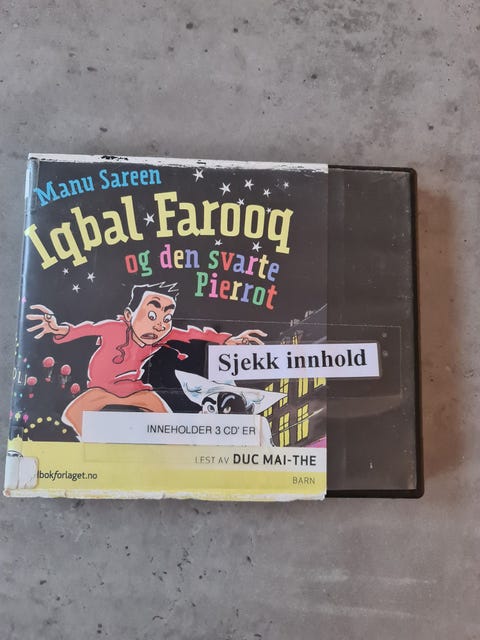 Manu Sareen
Iqbal Farooq
og den svarte
Pierrot
Sjekk innhold
INNEHOLDER 3 CD' ER
LEST AV DUC MAI-THE
lbokforlaget.no
BARN